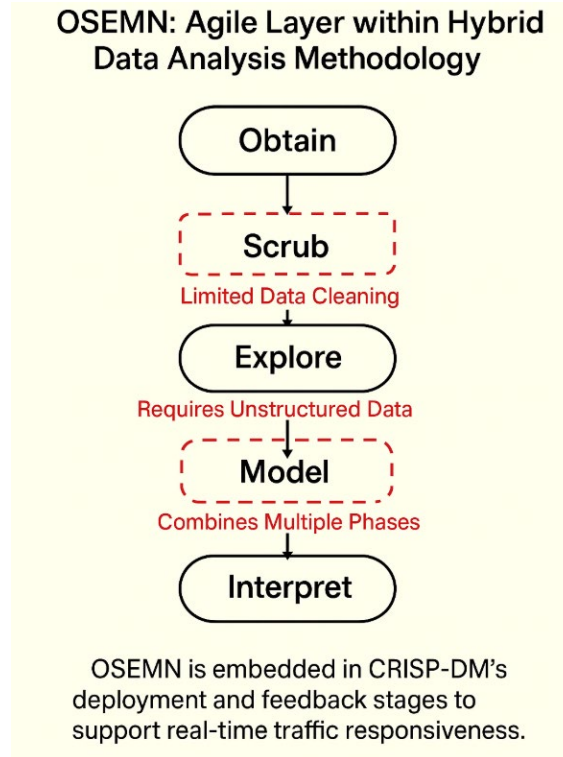 OSEMN: Agile Layer within Hybrid
Data Analysis Methodology
Obtain
Scrub
Limited Data Cleaning
Explore
Requires Unstructured Data
Model
Combines Multiple Phases
Interpret
OSEMN is embedded in CRISP-DM's
deployment and feedback stages to
support real-time traffic responsiveness.